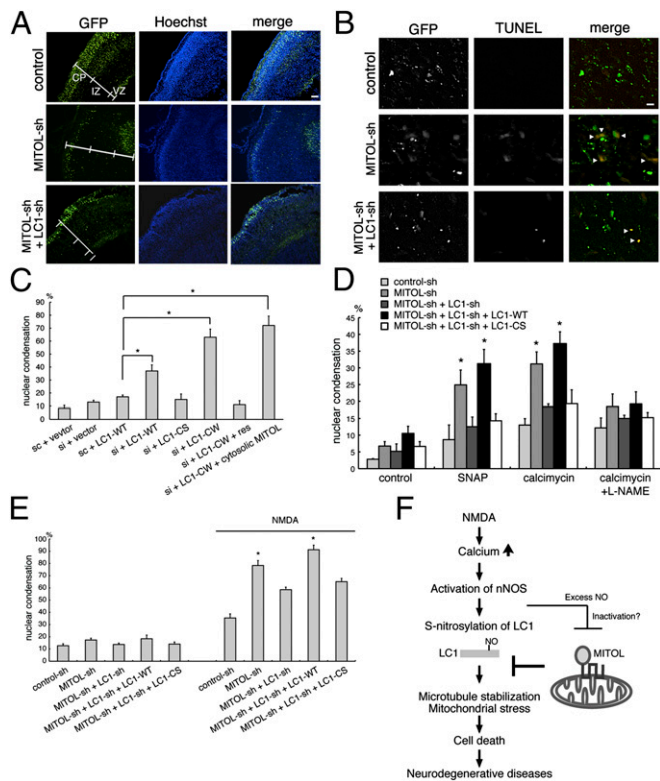 A
GFP
Hoechst
merge
control
CP
IZ
VZ
MITOL-sh
MITOL-sh
+ LC1-sh
B
GFP
TUNEL
merge
control
MITOL-sh
MITOL-sh
+ LC1-sh
C
%
nuclear condensation
90
80
70
60
50
40
30
20
10
0
*
*
*
sc + vevtor
si + vector
sc + LC1-WT
si + LC1-WT
si + LC1-CS
si + LC1-CW
si + LC1-CW + res
si + LC1-CW + cytosolic MITOL
D
control-sh
MITOL-sh
MITOL-sh + LC1-sh
MITOL-sh + LC1-sh + LC1-WT
MITOL-sh + LC1-sh + LC1-CS
%
nuclear condensation
45
40
35
30
25
20
15
10
5
0
*
*
*
*
control
SNAP
calcimycin
calcimycin
+L-NAME
E
%
nuclear condensation
100
90
80
70
60
50
40
30
20
10
0
NMDA
*
*
control-sh
MITOL-sh
MITOL-sh + LC1-sh
MITOL-sh + LC1-sh + LC1-WT
MITOL-sh + LC1-sh + LC1-CS
control-sh
MITOL-sh
MITOL-sh + LC1-sh
MITOL-sh + LC1-sh + LC1-WT
MITOL-sh + LC1-sh + LC1-CS
F
NMDA
Calcium
Activation of nNOS
Excess NO
Inactivation?
S-nitrosylation of LC1
NO
LC1
MITOL
Microtubule stabilization
Mitochondrial stress
Cell death
Neurodegenerative diseases